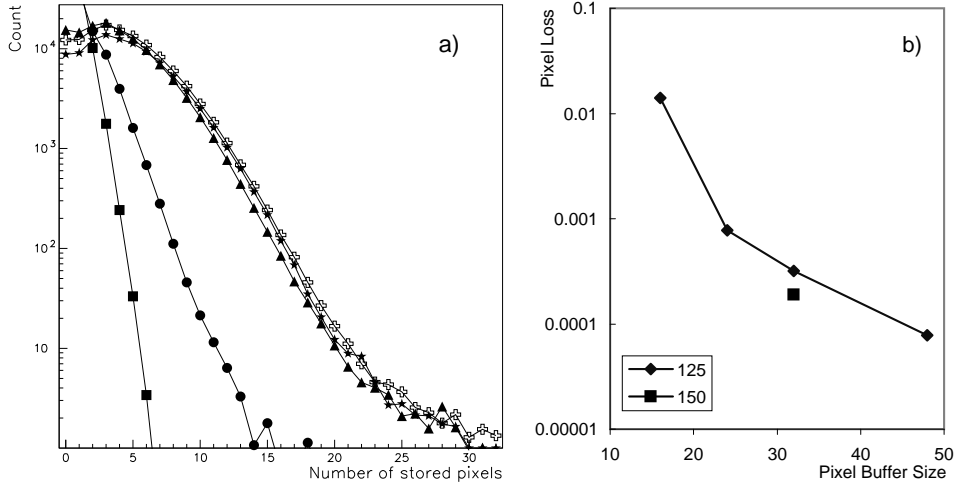 Count
10⁴
10³
10²
10
a)
0 5 10 15 20 25 30
Number of stored pixels
Pixel Loss
0.1
0.01
0.001
0.0001
0.00001
b)
125
150
10 20 30 40 50
Pixel Buffer Size